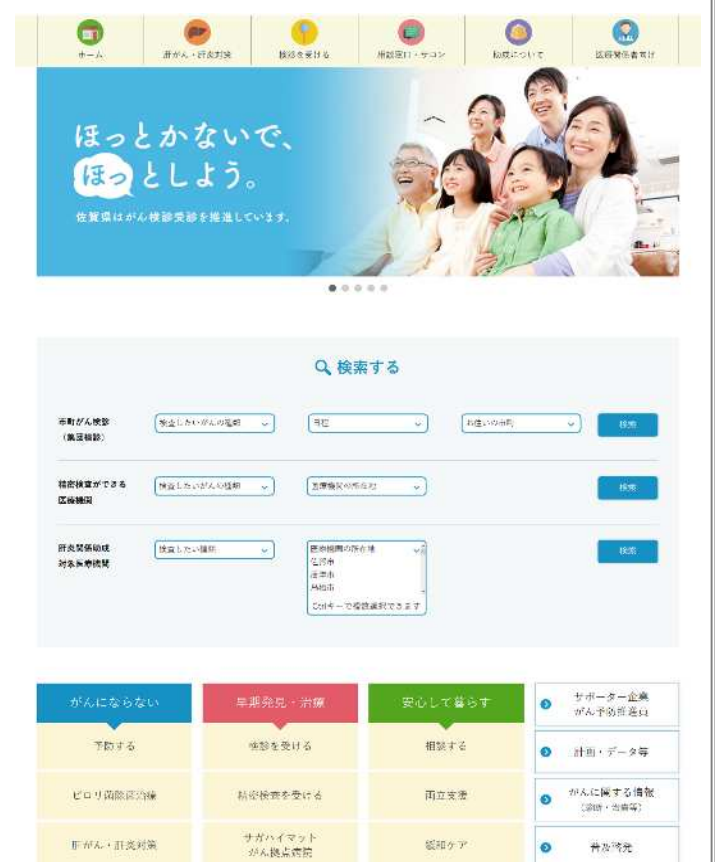 ホーム
肝がん・肝炎対策
検診を受ける
相談窓口・サロン
助成について
医療関係者向け
ほっとかないで、
ほっとしよう。
佐賀県はがん検診受診を推進しています。
検索する
市町がん検診
（集団検診）
検査したいがんの種類
日程
お住いの市町
検索
精密検査ができる
医療機関
検査したいがんの種類
医療機関の所在地
検索
肝炎関係助成
対象医療機関
検査したい種類
医療機関の所在地
佐賀市
唐津市
鳥栖市
Ctrlキーで複数選択できます
検索
がんにならない
早期発見・治療
安心して暮らす
サポーター企業
がん予防推進員
予防する
検診を受ける
相談する
計画・データ等
ピロリ菌除菌治療
精密検査を受ける
両立支援
がんに関する情報
（診断・治療等）
肝がん・肝炎対策
サガハイマット
がん拠点病院
緩和ケア
普及啓発